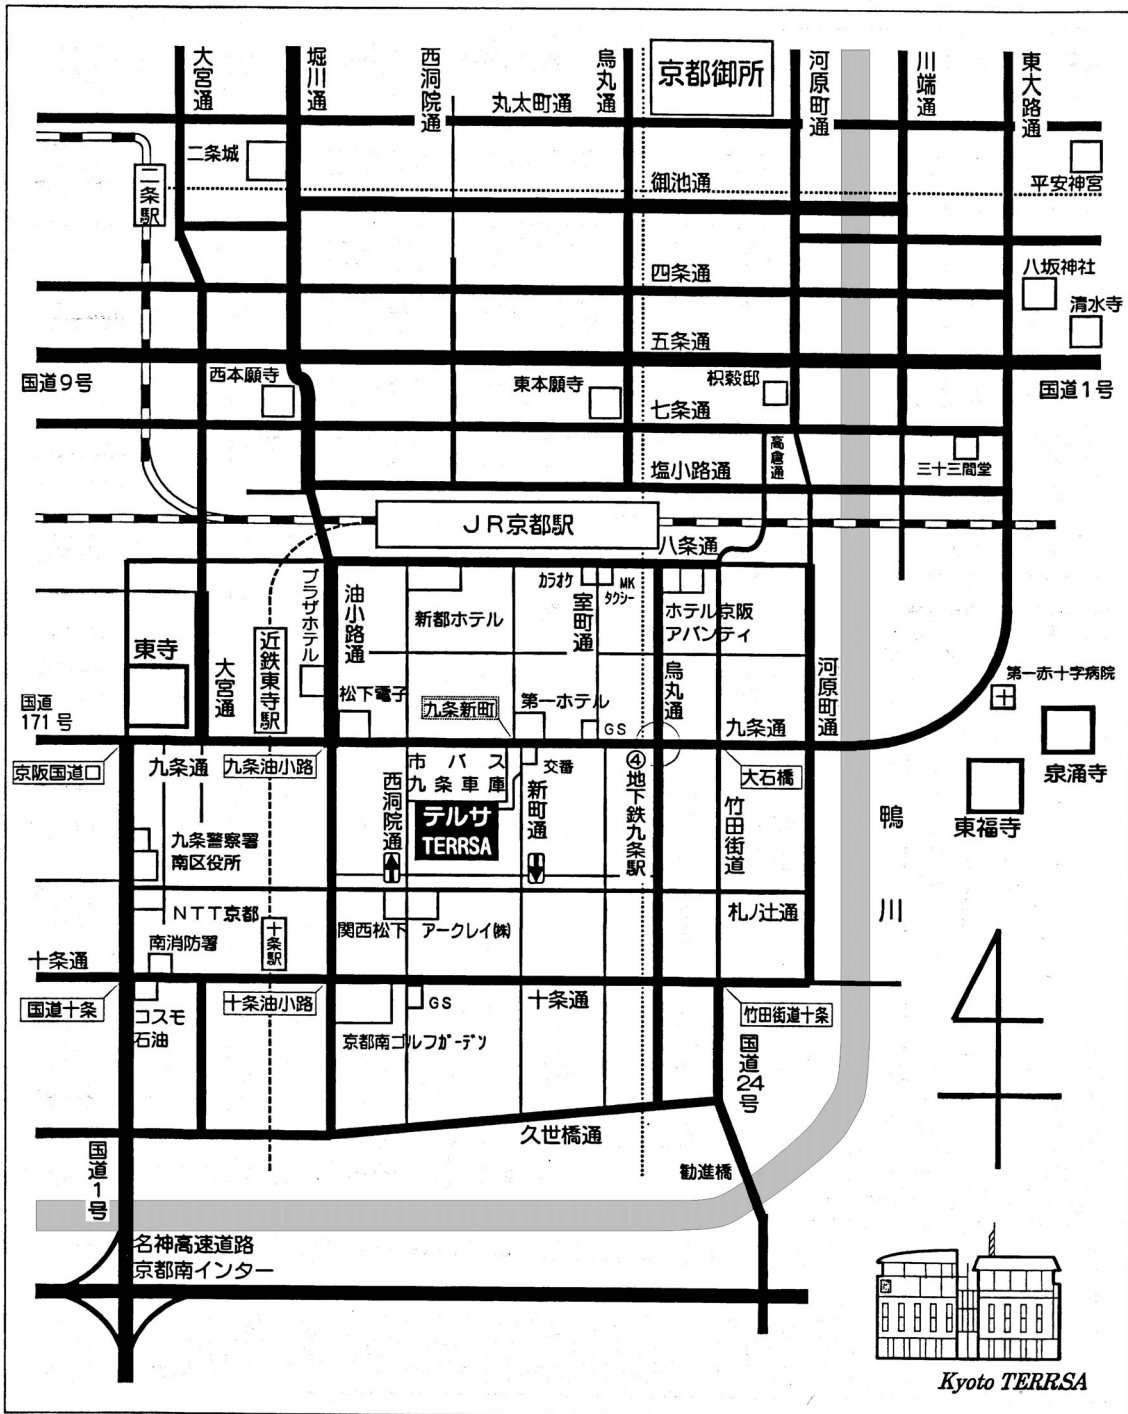 大宮通
堀川通
西洞院通
烏丸通
京都御所
河原町通
川端通
東大路通
丸太町通
二条城
二条駅
御池通
平安神宮
四条通
八坂神社
清水寺
五条通
国道9号
西本願寺
東本願寺
枳殻邸
国道1号
七条通
高倉通
三十三間堂
塩小路通
JR京都駅
八条通
プラザホテル
油小路通
新都ホテル
カラオケ
室町通
MK
タクシー
ホテル京阪
アバンティ
東寺
大宮通
近鉄東寺駅
松下電子
九条新町
第一ホテル
GS
烏丸通
河原町通
第一赤十字病院
国道
171号
九条通
泉涌寺
京阪国道口
九条通
九条油小路
市バス
九条車庫
交番
④地下鉄九条駅
大石橋
東福寺
西洞院通
テルサ
TERRSA
新町通
竹田街道
鴨川
九条警察署
南区役所
NTT京都
十条駅
関西松下
アークレイ㈱
札ノ辻通
南消防署
十条通
国道十条
コスモ
石油
十条油小路
GS
十条通
竹田街道十条
京都南ゴルフガーデン
国道24号
久世橋通
国道1号
勧進橋
名神高速道路
京都南インター
Kyoto TERRSA